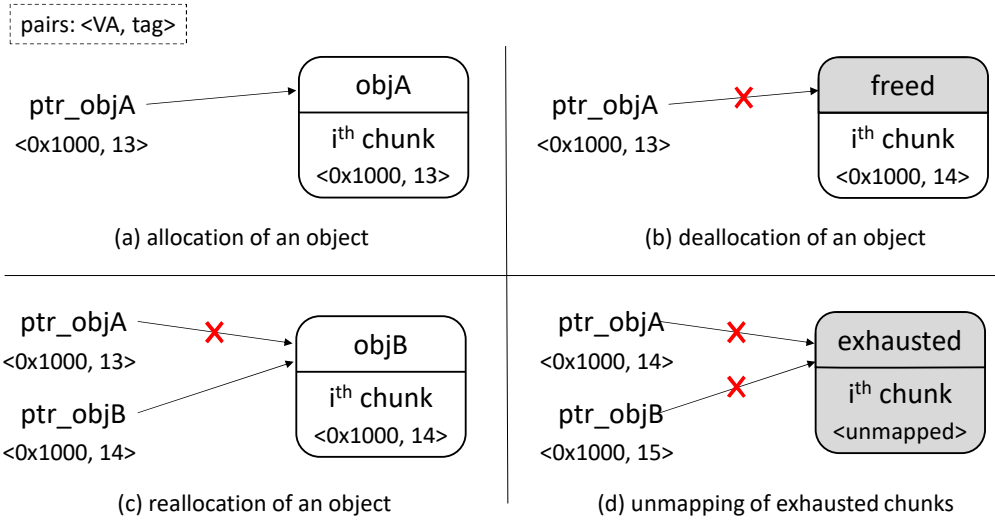 pairs: <VA, tag>
ptr_objA
<0x1000, 13>
objA
ith chunk
<0x1000, 13>
(a) allocation of an object
ptr_objA
<0x1000, 13>
freed
ith chunk
<0x1000, 14>
(b) deallocation of an object
ptr_objA
<0x1000, 13>
ptr_objB
<0x1000, 14>
objB
ith chunk
<0x1000, 14>
(c) reallocation of an object
ptr_objA
<0x1000, 14>
ptr_objB
<0x1000, 15>
exhausted
ith chunk
<unmapped>
(d) unmapping of exhausted chunks